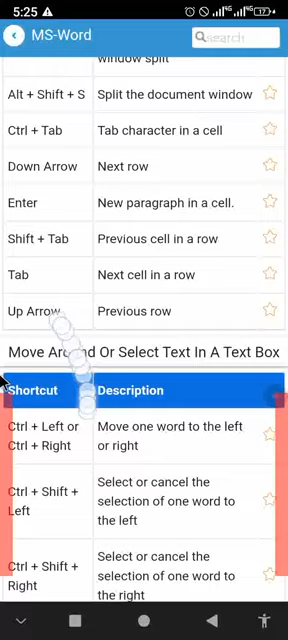 5:25
4G 4G 17
MS-Word
search
window split
Alt + Shift + S Split the document window
Ctrl + Tab Tab character in a cell
Down Arrow Next row
Enter New paragraph in a cell.
Shift + Tab Previous cell in a row
Tab Next cell in a row
Up Arrow Previous row
Move Around Or Select Text In A Text Box
Shortcut Description
Ctrl + Left or Move one word to the left
Ctrl + Right or right
Select or cancel the
Ctrl + Shift + selection of one word to
Left the left
Select or cancel the
Ctrl + Shift + selection of one word to
Right the right